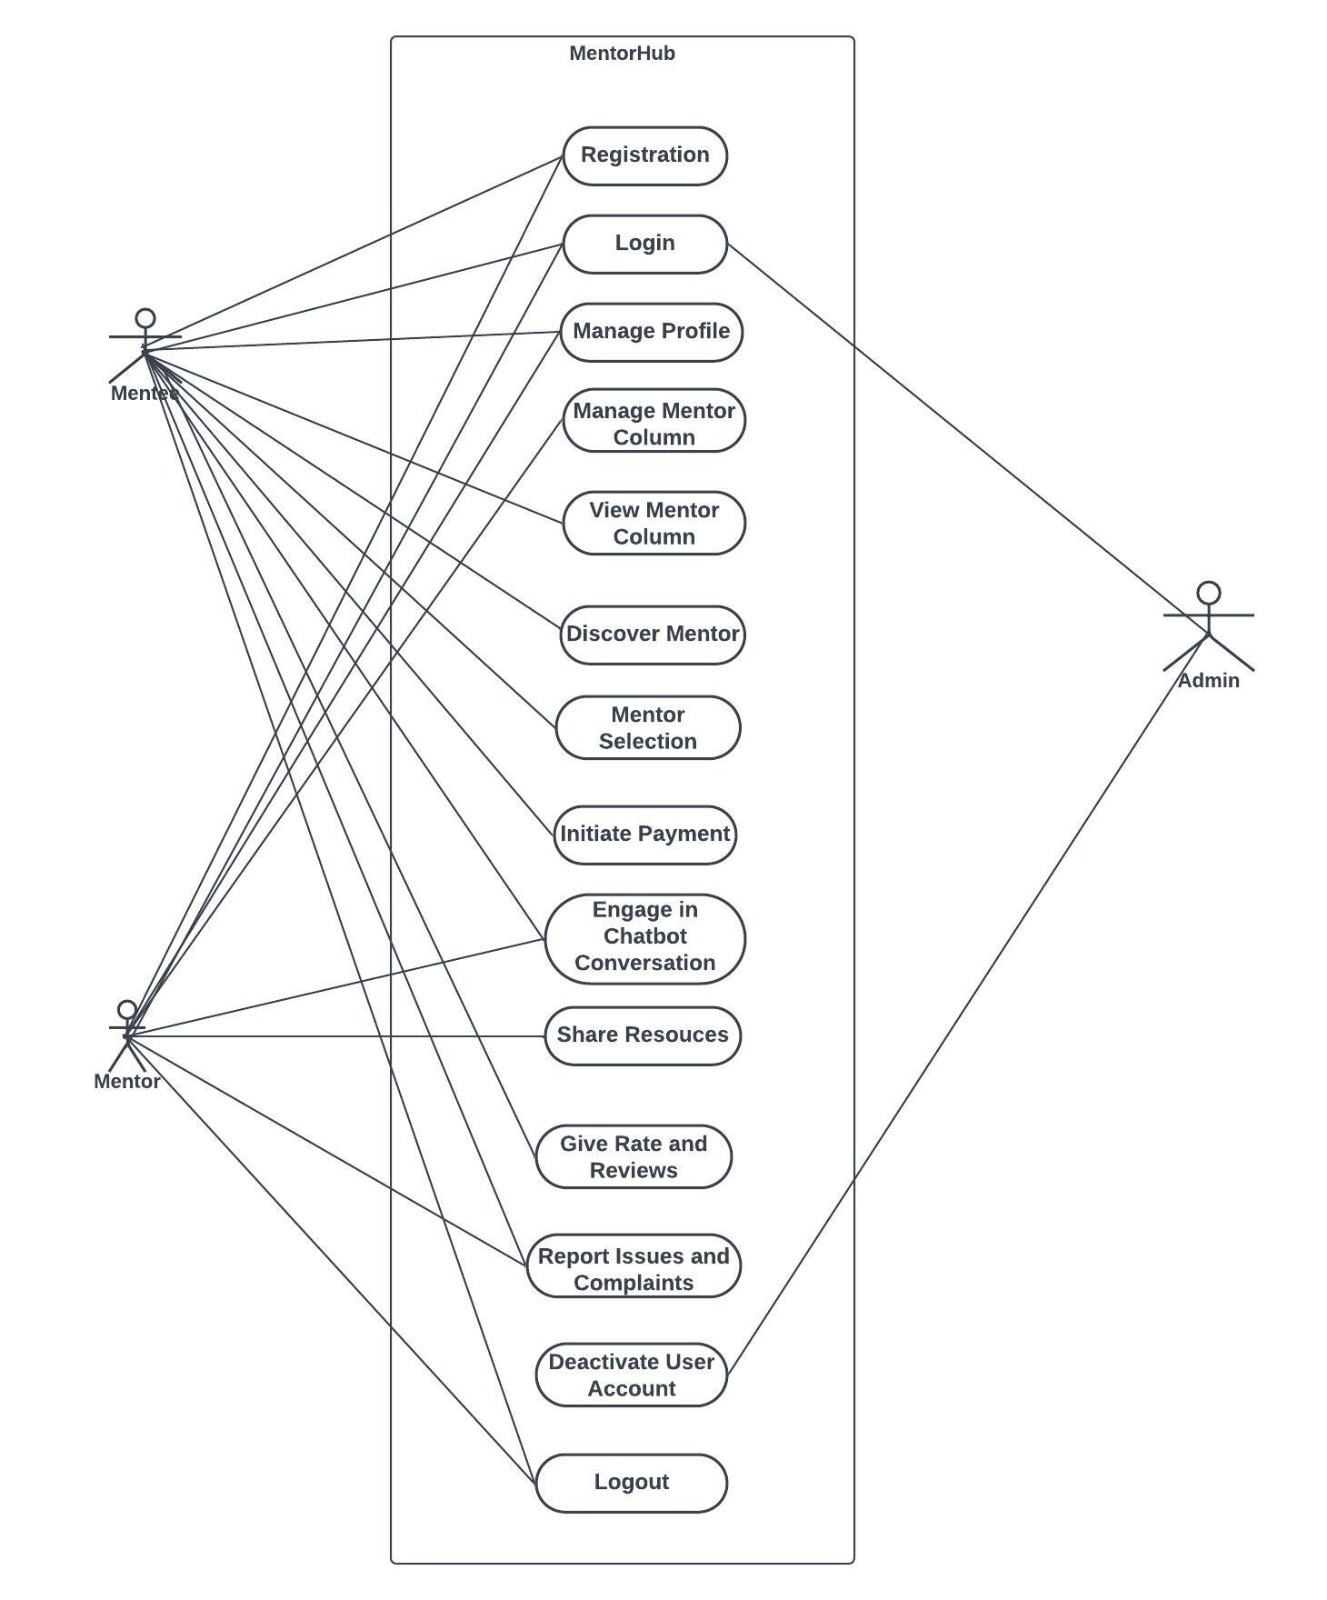 MentorHub
Registration
Login
Manage Profile
Mentee
Manage Mentor
Column
View Mentor
Column
Discover Mentor
Admin
Mentor
Selection
Initiate Payment
Engage in
Chatbot
Conversation
Share Resouces
Mentor
Give Rate and
Reviews
Report Issues and
Complaints
Deactivate User
Account
Logout